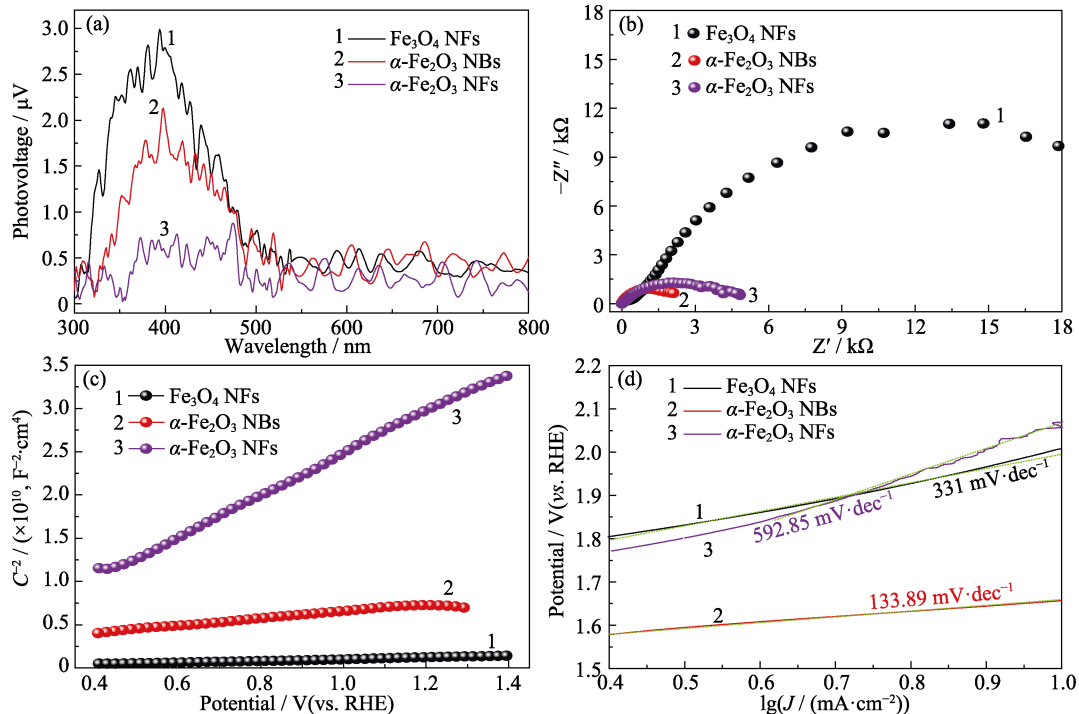 (a)
1 Fe₃O₄ NFs
2 α-Fe₂O₃ NBs
3 α-Fe₂O₃ NFs
1
2
3
3.0
2.5
2.0
1.5
1.0
0.5
0
Photovoltage / μV
300 400 500 600 700 800
Wavelength / nm
(b)
1 Fe₃O₄ NFs
2 α-Fe₂O₃ NBs
3 α-Fe₂O₃ NFs
1
2
3
18
15
12
9
6
3
0
−Z″ / kΩ
0 3 6 9 12 15 18
Z′ / kΩ
(c)
1 Fe₃O₄ NFs
2 α-Fe₂O₃ NBs
3 α-Fe₂O₃ NFs
3
2
1
3.5
3.0
2.5
2.0
1.5
1.0
0.5
0
C⁻² / (×10¹⁰, F⁻²·cm⁴)
0.4 0.6 0.8 1.0 1.2 1.4
Potential / V(vs. RHE)
(d)
1 Fe₃O₄ NFs
2 α-Fe₂O₃ NBs
3 α-Fe₂O₃ NFs
1
331 mV·dec⁻¹
592.85 mV·dec⁻¹
3
133.89 mV·dec⁻¹
2
2.2
2.1
2.0
1.9
1.8
1.7
1.6
1.5
Potential / V(vs. RHE)
0.4 0.5 0.6 0.7 0.8 0.9 1.0
lg(J / (mA·cm⁻²))